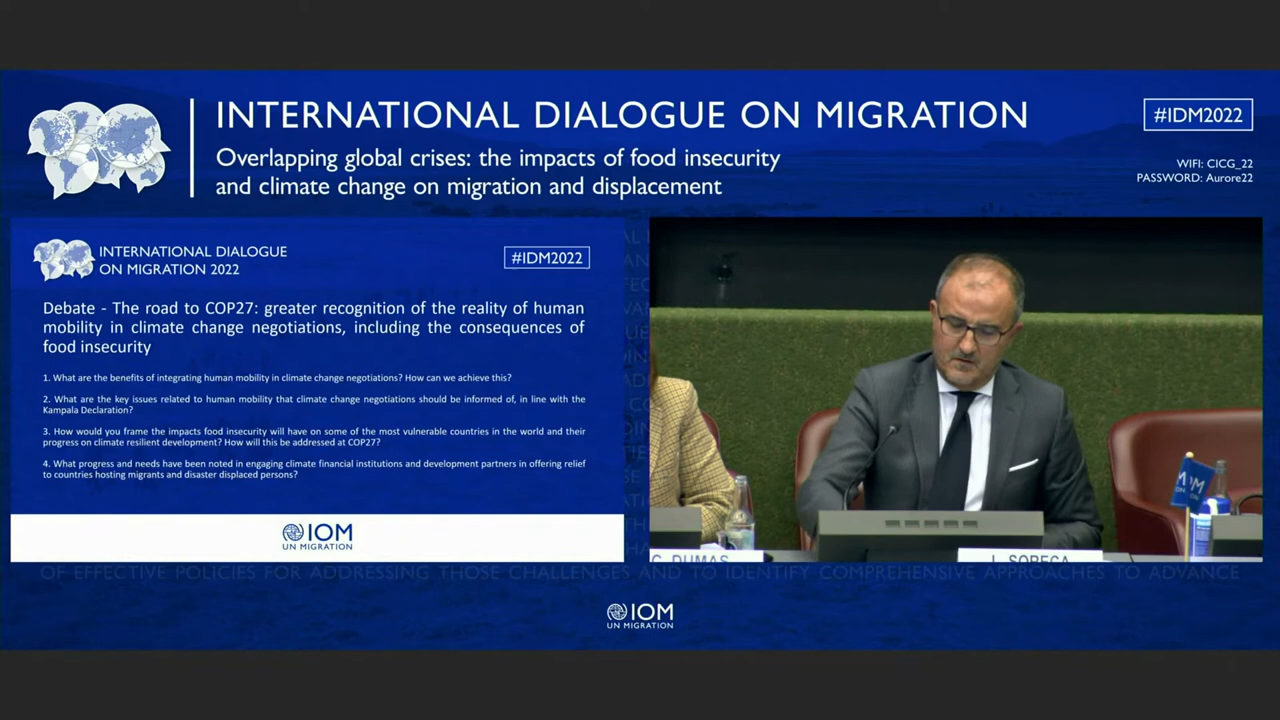 INTERNATIONAL DIALOGUE ON MIGRATION
Overlapping global crises: the impacts of food insecurity
and climate change on migration and displacement
#IDM2022
WIFI: CICG_22
PASSWORD: Aurore22
INTERNATIONAL DIALOGUE
ON MIGRATION 2022
#IDM2022
Debate - The road to COP27: greater recognition of the reality of human
mobility in climate change negotiations, including the consequences of
food insecurity
1. What are the benefits of integrating human mobility in climate change negotiations? How can we achieve this?
2. What are the key issues related to human mobility that climate change negotiations should be informed of, in line with the
Kampala Declaration?
3. How would you frame the impacts food insecurity will have on some of the most vulnerable countries in the world and their
progress on climate resilient development? How will this be addressed at COP27?
4. What progress and needs have been noted in engaging climate financial institutions and development partners in offering relief
to countries hosting migrants and disaster displaced persons?
IOM
UN MIGRATION
DUMAS
SORECA
OF EFFECTIVE POLICIES FOR ADDRESSING THOSE CHALLENGES AND TO IDENTIFY COMPREHENSIVE APPROACHES TO ADVANCE
IOM
UN MIGRATION